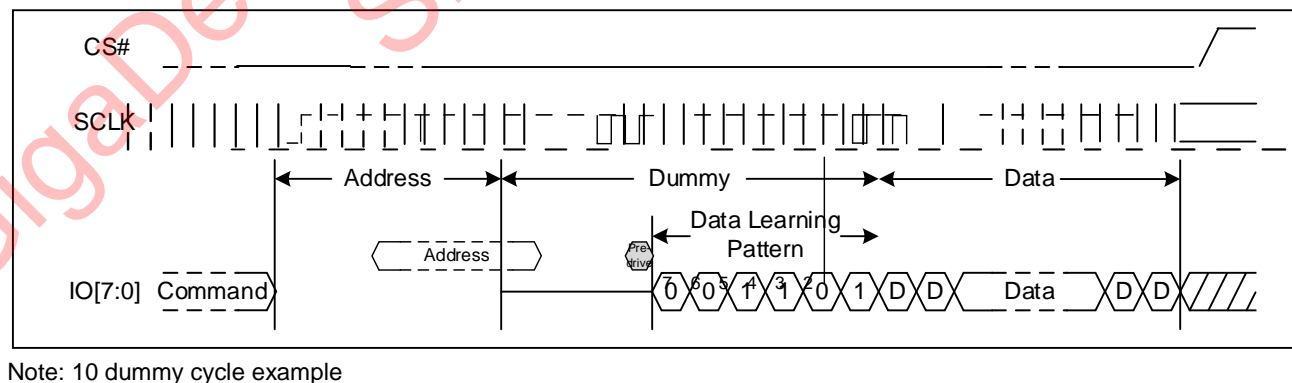 CS#
SCLK
Address Dummy Data
Data Learning
Pattern
Address
Pre-
drive
7 6 5 4 3 2
IO[7:0] Command 0 0 1 1 0 1 D D Data D D
Note: 10 dummy cycle example